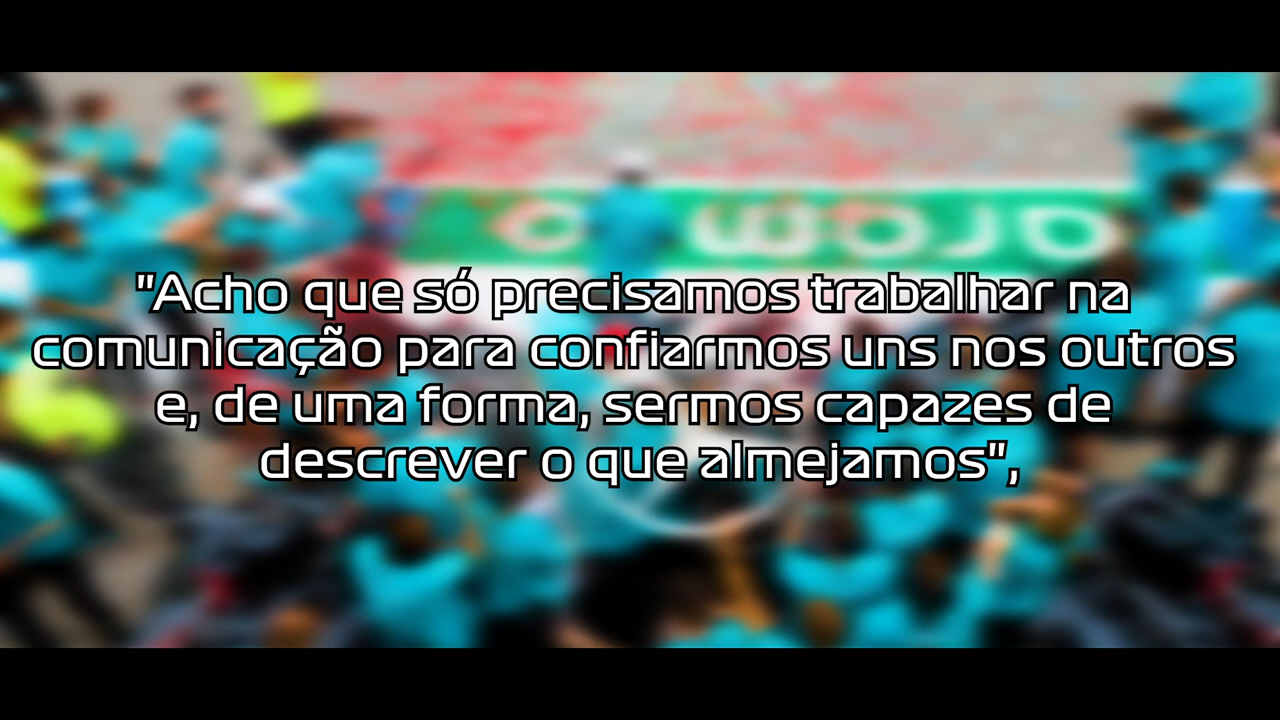 "Acho que só precisamos trabalhar na
comunicação para confiarmos uns nos outros
e, de uma forma, sermos capazes de
descrever o que almejamos",